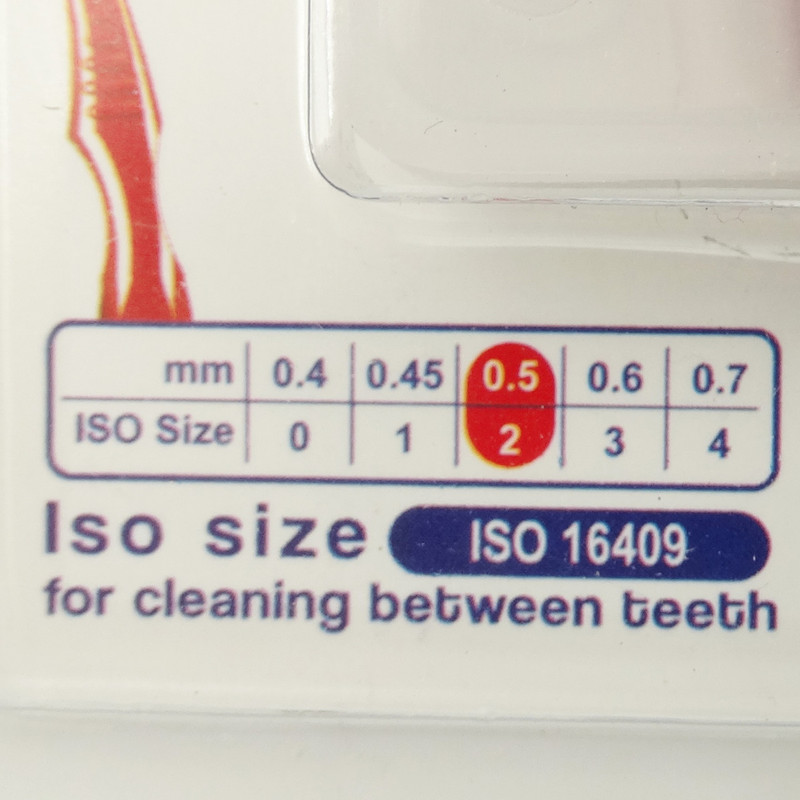 mm 0.4 0.45 0.5 0.6 0.7
ISO Size 0 1 2 3 4
Iso size ISO 16409
for cleaning between teeth